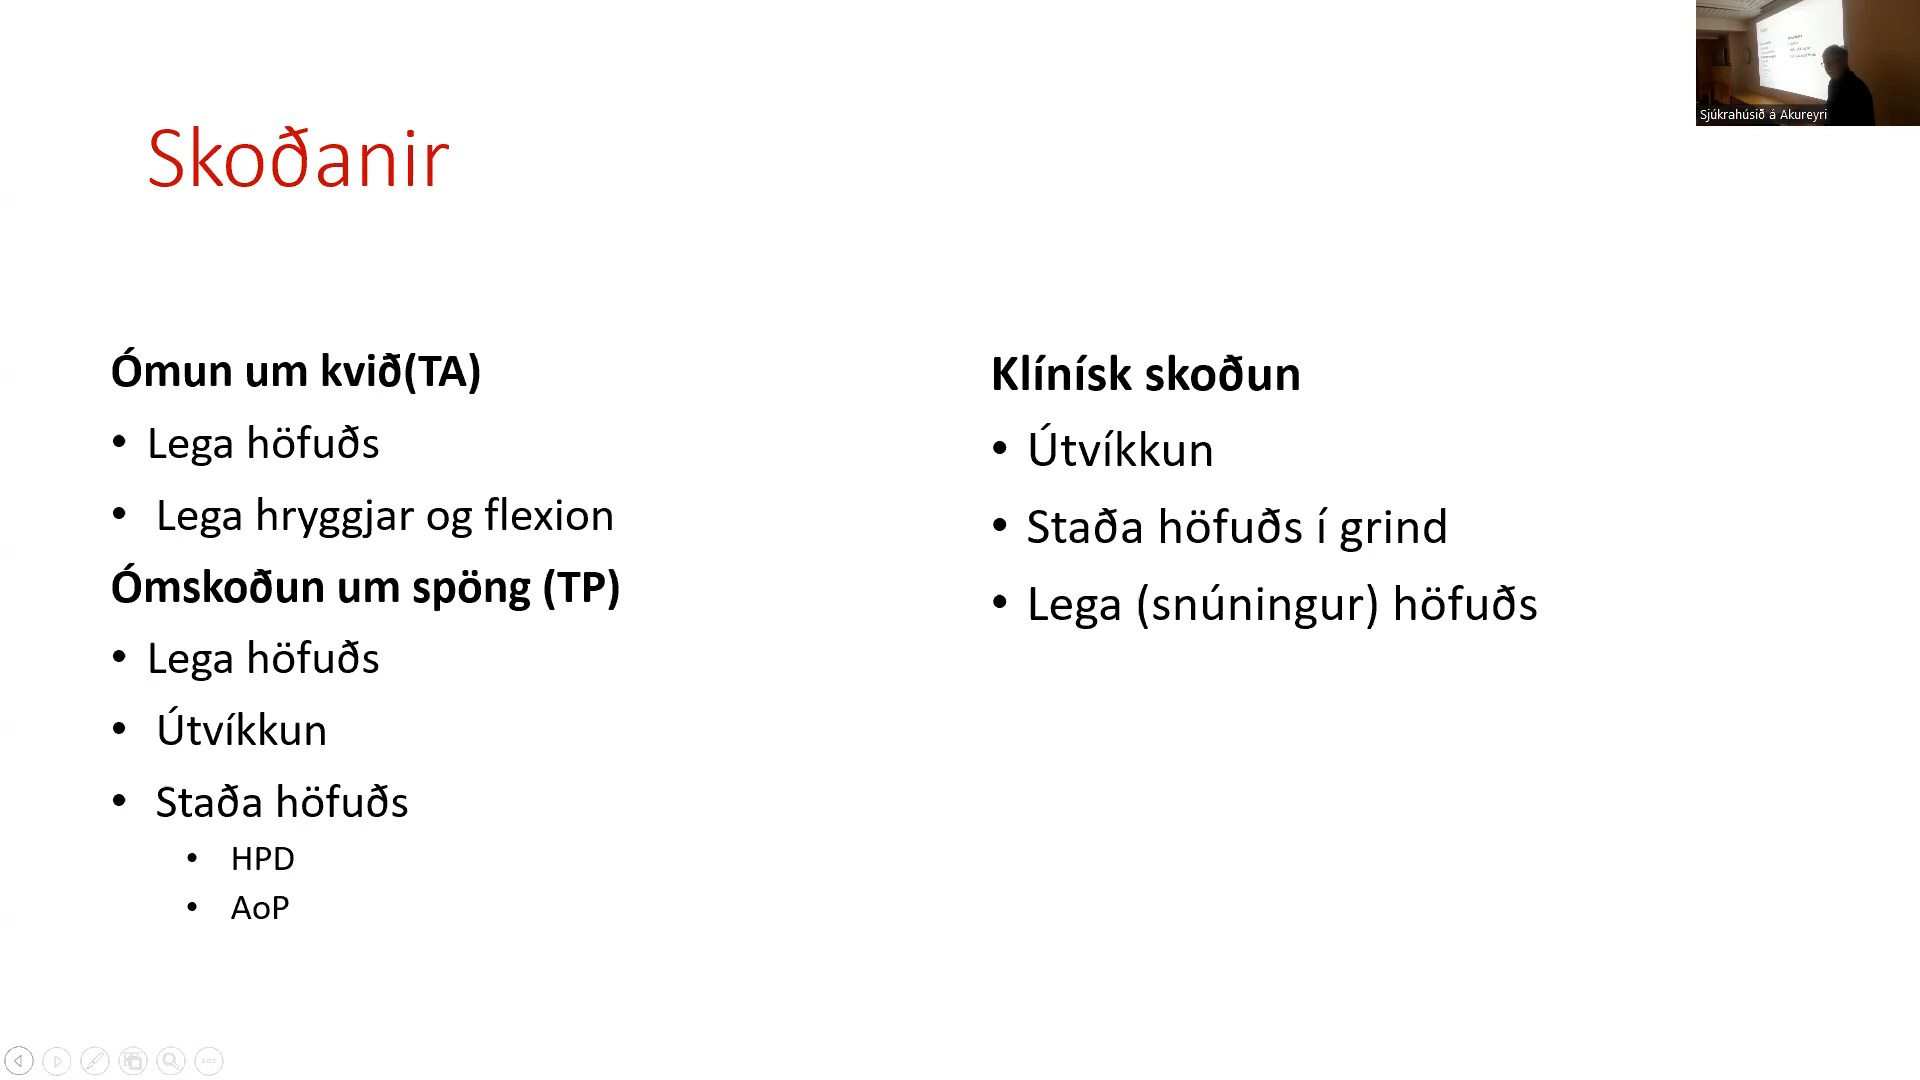 Skoðanir
Ómun um kvið(TA)
• Lega höfuðs
• Lega hryggjar og flexion
Ómskoðun um spöng (TP)
• Lega höfuðs
• Útvíkkun
• Staða höfuðs
• HPD
• AoP
Klínísk skoðun
• Útvíkkun
• Staða höfuðs í grind
• Lega (snúningur) höfuðs
Sjúkrahúsið á Akureyri